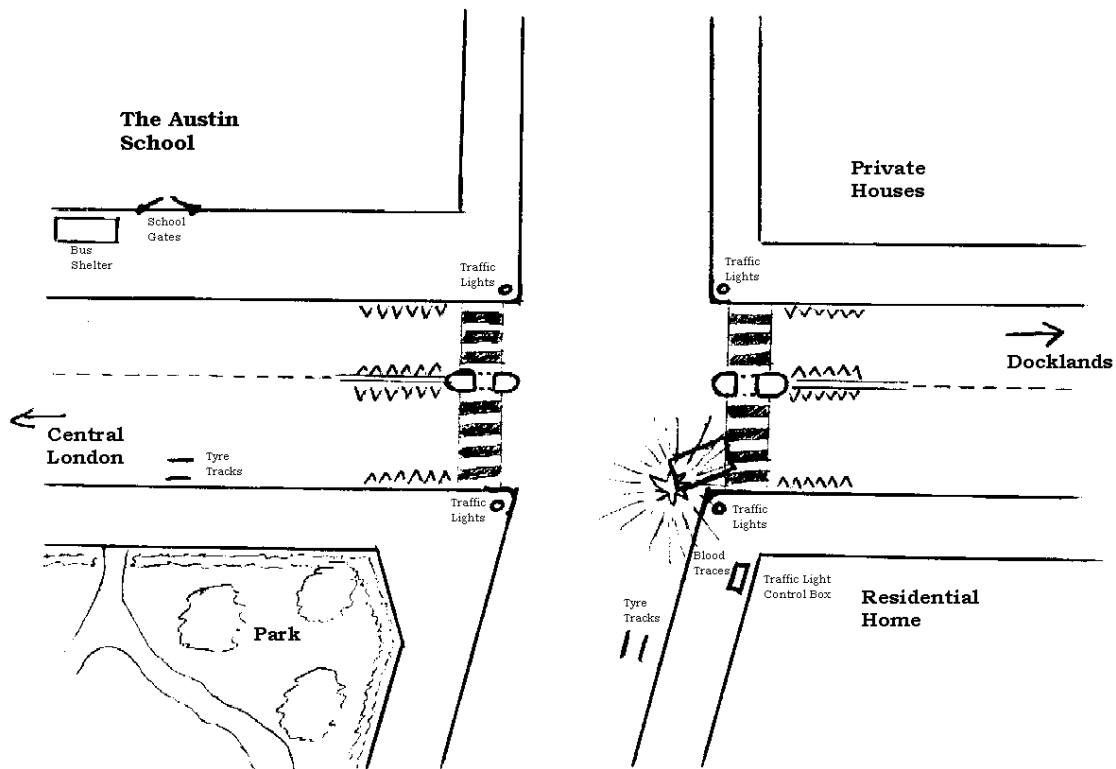 The Austin
School
Private
Houses
School
Gates
Bus
Shelter
Traffic
Lights
Traffic
Lights
Docklands
Central
London
Tyre
Tracks
Traffic
Lights
Traffic
Lights
Blood
Traces
Traffic Light
Control Box
Residential
Home
Tyre
Tracks
Park